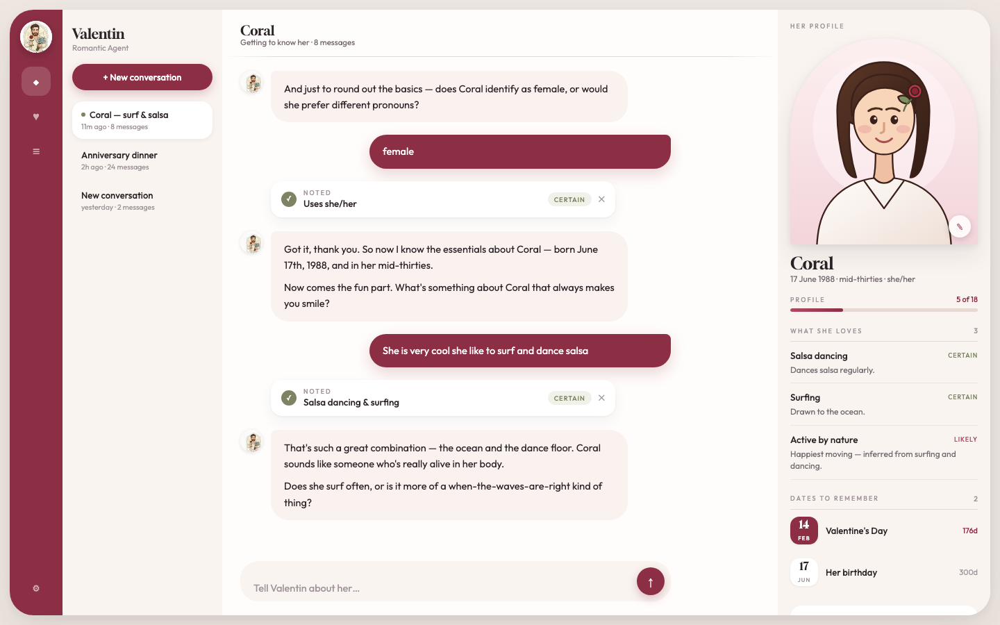 Valentin
Romantic Agent
+ New conversation
Coral — surf & salsa
11m ago · 8 messages
Anniversary dinner
2h ago · 24 messages
New conversation
yesterday · 2 messages
Coral
Getting to know her · 8 messages
And just to round out the basics — does Coral identify as female, or would
she prefer different pronouns?
female
NOTED
Uses she/her
CERTAIN
Got it, thank you. So now I know the essentials about Coral — born June
17th, 1988, and in her mid-thirties.
Now comes the fun part. What's something about Coral that always makes
you smile?
She is very cool she like to surf and dance salsa
NOTED
Salsa dancing & surfing
CERTAIN
That's such a great combination — the ocean and the dance floor. Coral
sounds like someone who's really alive in her body.
Does she surf often, or is it more of a when-the-waves-are-right kind of
thing?
Tell Valentin about her...
HER PROFILE
Coral
17 June 1988 · mid-thirties · she/her
PROFILE
5 of 18
WHAT SHE LOVES
3
Salsa dancing
CERTAIN
Dances salsa regularly.
Surfing
CERTAIN
Drawn to the ocean.
Active by nature
LIKELY
Happiest moving — inferred from surfing and
dancing.
DATES TO REMEMBER
2
14
FEB
Valentine's Day
176d
17
JUN
Her birthday
300d